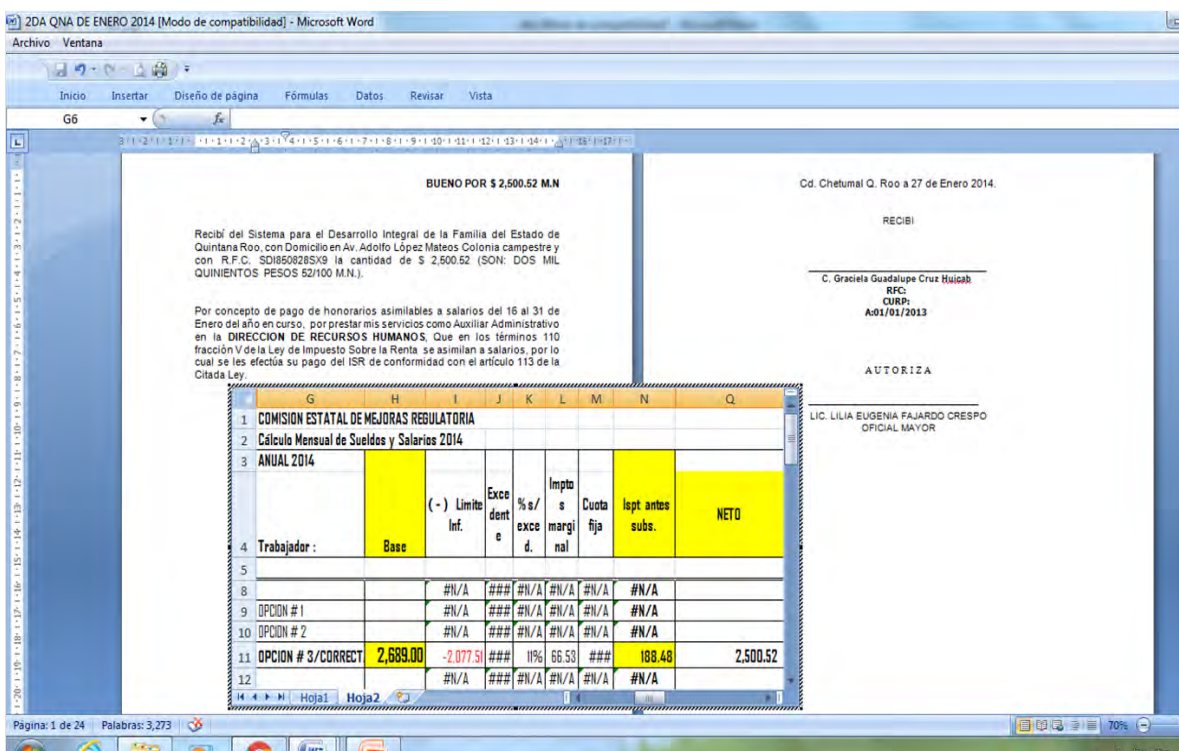 2DA QNA DE ENERO 2014 [Modo de compatibilidad] - Microsoft Word
Archivo Ventana
Inicio Insertar Diseño de página Fórmulas Datos Revisar Vista
G6 fx
BUENO POR $ 2,500.52 M.N
Recibí del Sistema para el Desarrollo Integral de la Familia del Estado de
Quintana Roo, con Domicilio en Av. Adolfo López Mateos Colonia campestre y
con R.F.C. SDI850828SX9 la cantidad de $ 2,500.52 (SON: DOS MIL
QUINIENTOS PESOS 52/100 M.N.).
Por concepto de pago de honorarios asimilables a salarios del 16 al 31 de
Enero del año en curso, por prestar mis servicios como Auxiliar Administrativo
en la DIRECCION DE RECURSOS HUMANOS, Que en los términos 110
fracción V de la Ley de Impuesto Sobre la Renta se asimilan a salarios, por lo
cual se les efectúa su pago del ISR de conformidad con el artículo 113 de la
Citada Ley.
Cd. Chetumal Q. Roo a 27 de Enero 2014.
RECIBI
C. Graciela Guadalupe Cruz Huicab
RFC:
CURP:
A:01/01/2013
AUTORIZA
LIC. LILIA EUGENIA FAJARDO CRESPO
OFICIAL MAYOR
G H I J K L M N Q
1 COMISION ESTATAL DE MEJORAS REGULATORIA
2 Cálculo Mensual de Sueldos y Salarios 2014
3 ANUAL 2014
4 Trabajador : Base (-) Limite Inf. Excedente % s/ exced. Imptos marginal Cuota fija Ispt antes subs. NETO
5
8 #N/A ### #N/A #N/A #N/A #N/A
9 OPCION # 1 #N/A ### #N/A #N/A #N/A #N/A
10 OPCION # 2 #N/A ### #N/A #N/A #N/A #N/A
11 OPCION # 3/CORRECT 2,689.00 -2,077.51 ### 11% 66.53 ### 188.48 2,500.52
12 #N/A ### #N/A #N/A #N/A #N/A
Hoja1 Hoja2
Página: 1 de 24 Palabras: 3,273 70%